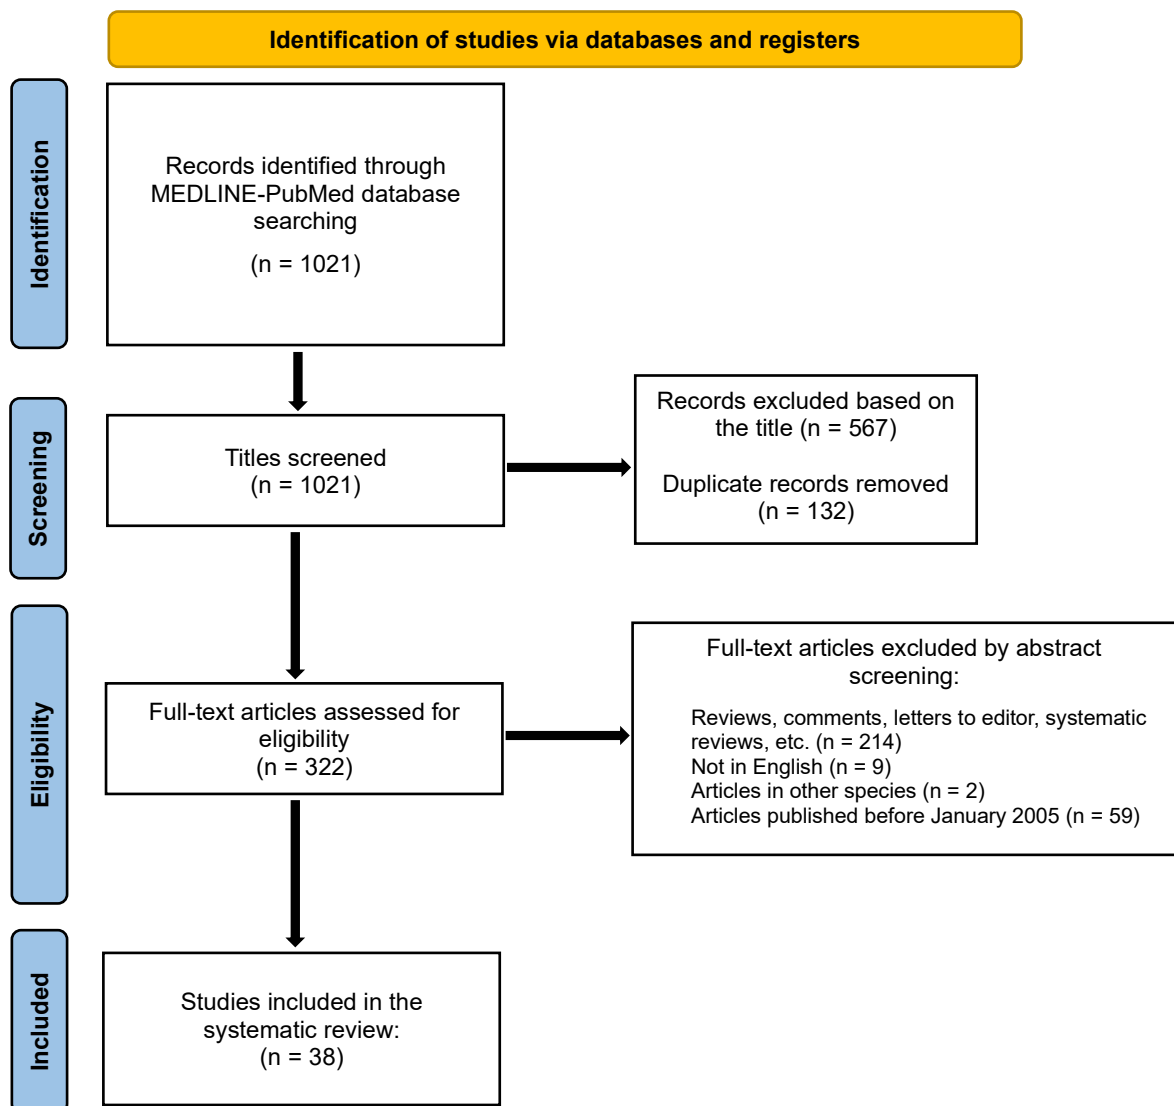 Identification of studies via databases and registers
Identification
Records identified through
MEDLINE-PubMed database
searching
(n = 1021)
Screening
Titles screened
(n = 1021)
Records excluded based on
the title (n = 567)
Duplicate records removed
(n = 132)
Eligibility
Full-text articles assessed for
eligibility
(n = 322)
Full-text articles excluded by abstract
screening:
Reviews, comments, letters to editor, systematic
reviews, etc. (n = 214)
Not in English (n = 9)
Articles in other species (n = 2)
Articles published before January 2005 (n = 59)
Included
Studies included in the
systematic review:
(n = 38)